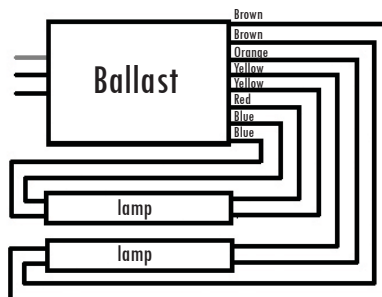 Brown
Brown
Orange
Yellow
Yellow
Red
Blue
Blue
Ballast
lamp
lamp